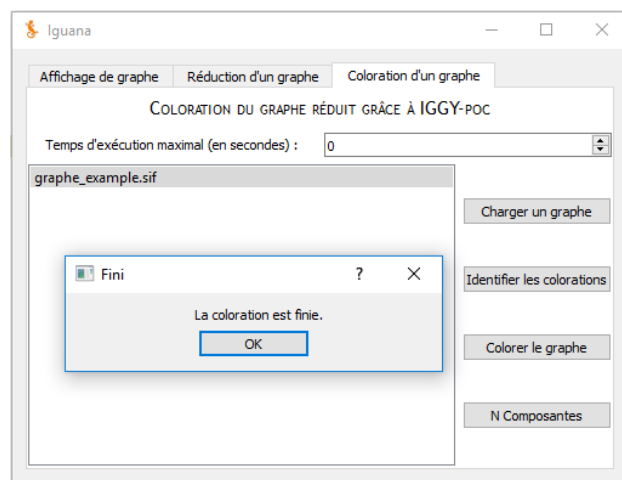 Iguana
Affichage de graphe Réduction d'un graphe Coloration d'un graphe
COLORATION DU GRAPHE RÉDUIT GRÂCE À IGGY-POC
Temps d'exécution maximal (en secondes) : 0
graphe_example.sif
Charger un graphe
Fini ?
Identifier les colorations
La coloration est finie.
OK
Colorer le graphe
N Composantes